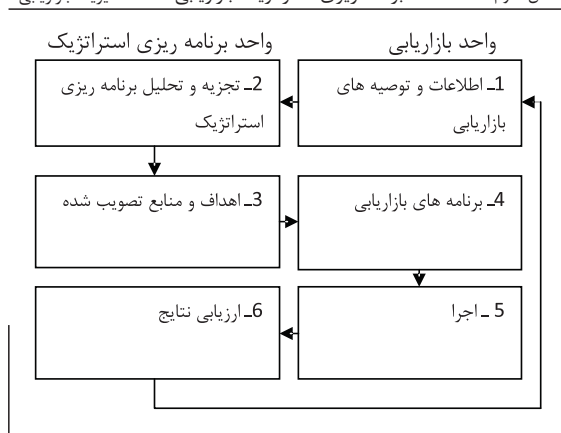 واحد بازاریابی
واحد برنامه ریزی استراتژیک
1ـ اطلاعات و توصیه های
بازاریابی
2ـ تجزیه و تحلیل برنامه ریزی
استراتژیک
3ـ اهداف و منابع تصویب شده
4ـ برنامه های بازاریابی
5 ـ اجرا
6ـ ارزیابی نتایج